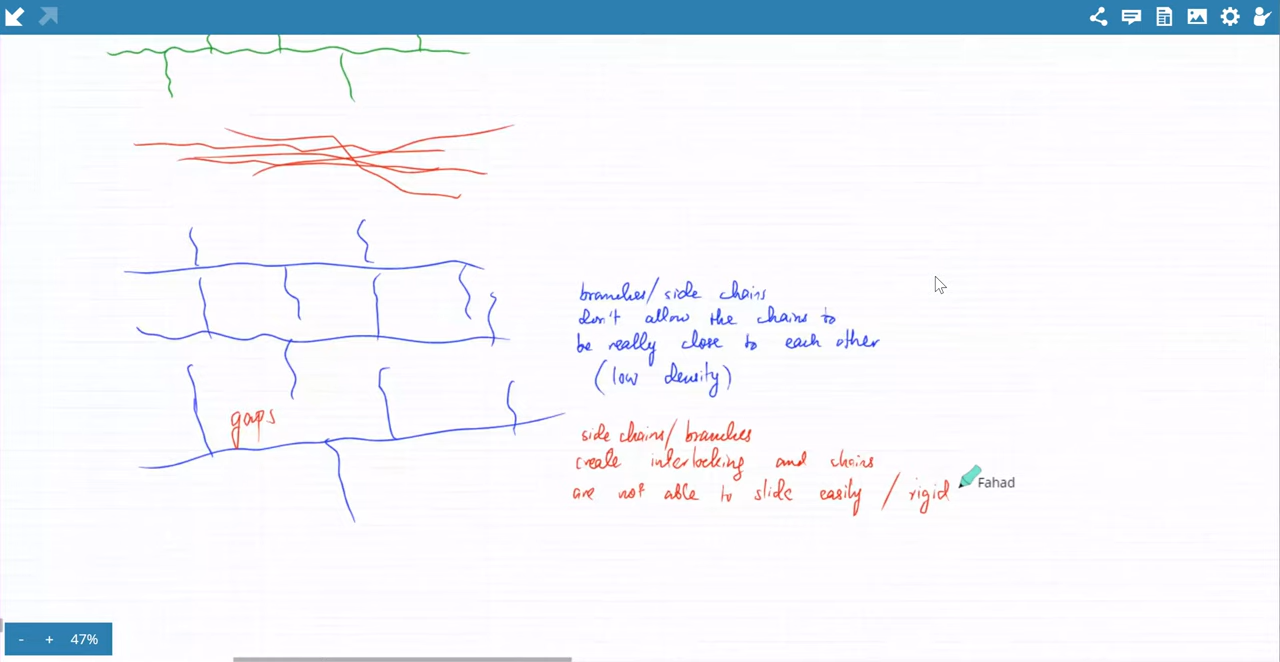 branches/side chains
don't allow the chains to
be really close to each other
(low density)
gaps
side chains/branches
create interlocking and chains
are not able to slide easily / rigid
Fahad
- + 47%